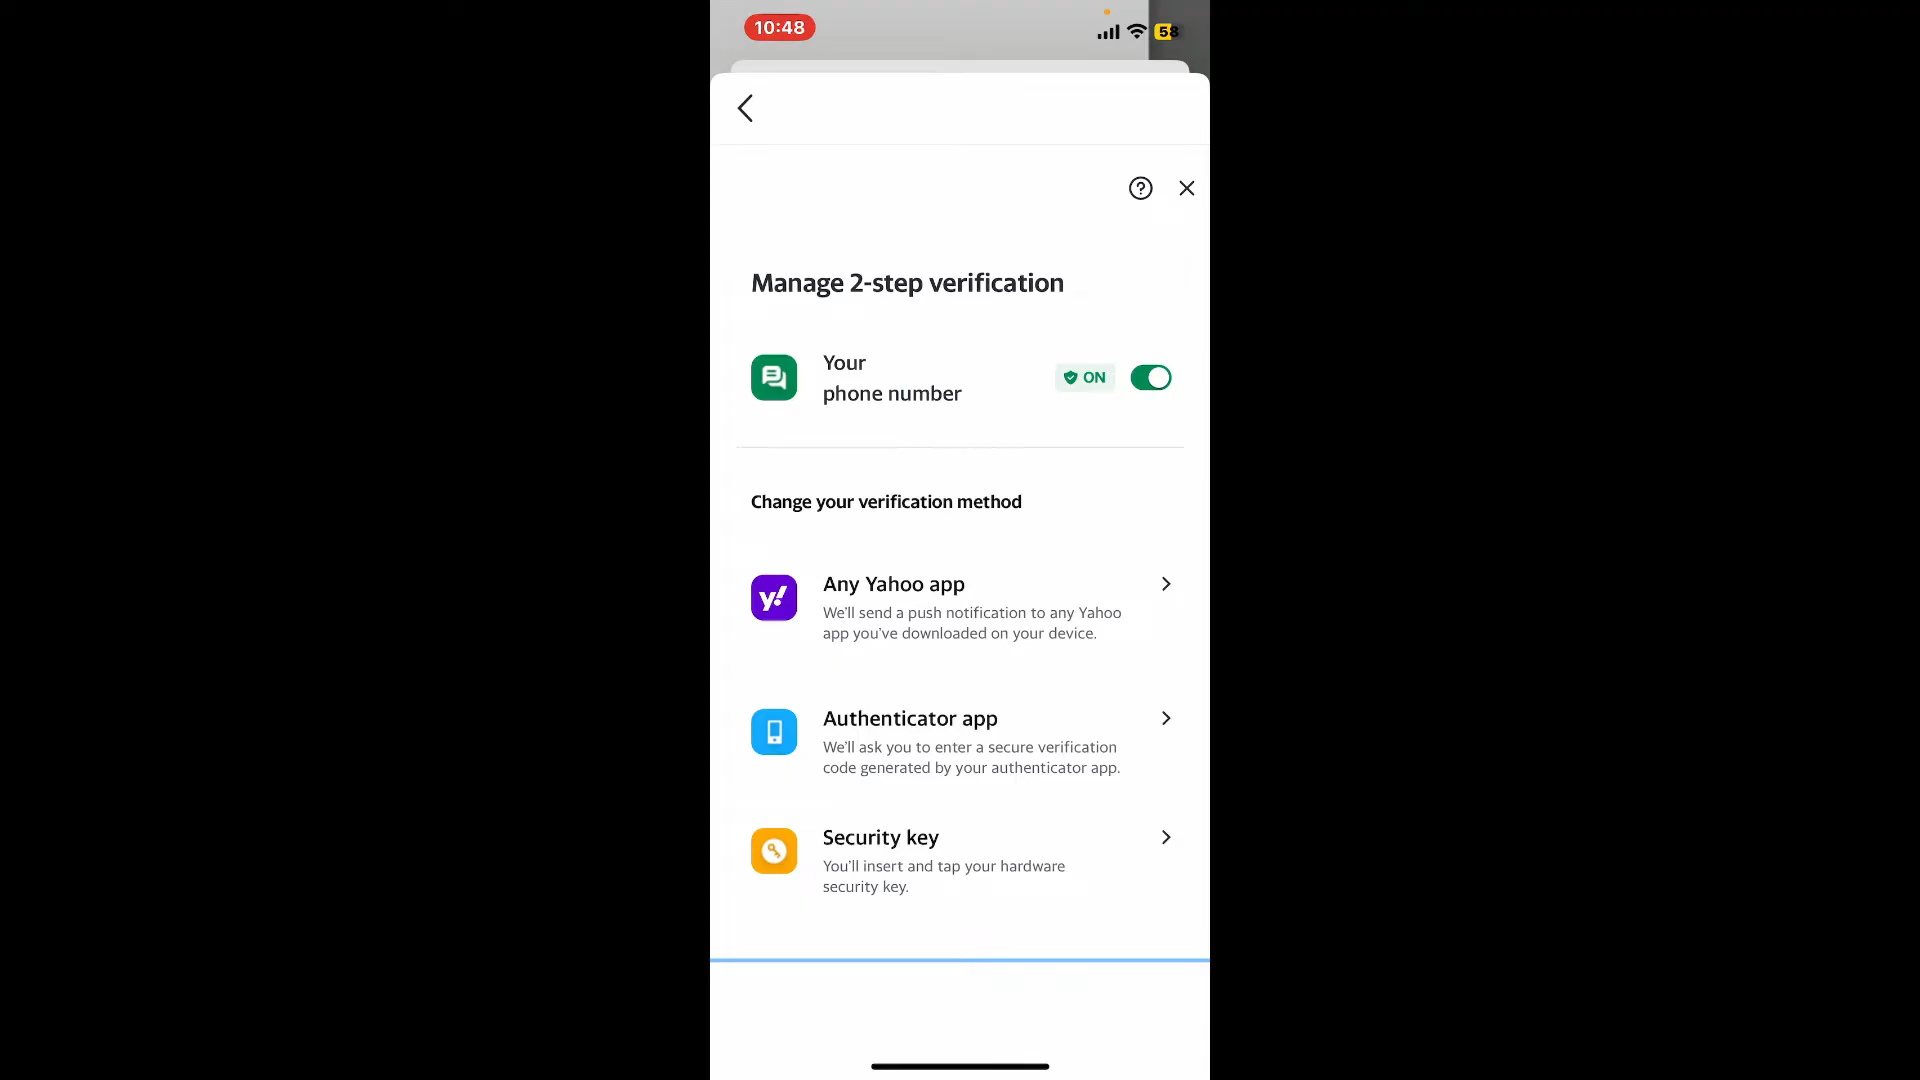 10:48
58
Manage 2-step verification
Your
phone number
ON
Change your verification method
y!
Any Yahoo app
We'll send a push notification to any Yahoo
app you've downloaded on your device.
Authenticator app
We'll ask you to enter a secure verification
code generated by your authenticator app.
Security key
You'll insert and tap your hardware
security key.